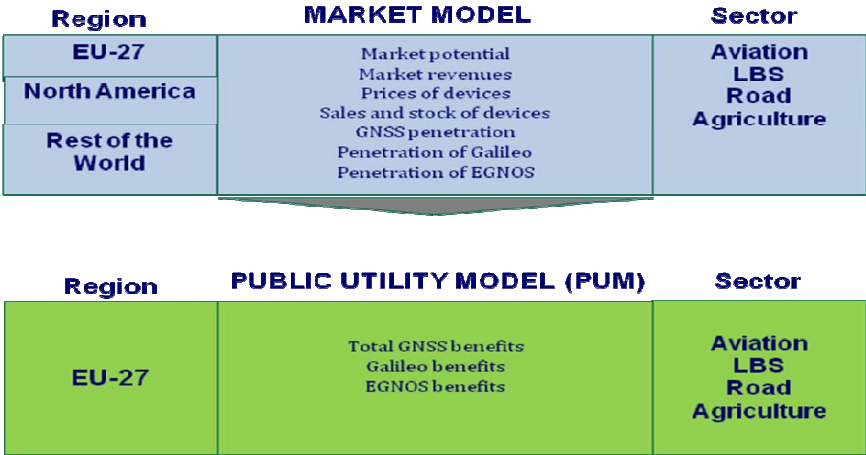 Region
MARKET MODEL
Sector
EU-27
North America
Rest of the
World
Market potential
Market revenues
Prices of devices
Sales and stock of devices
GNSS penetration
Penetration of Galileo
Penetration of EGNOS
Aviation
LBS
Road
Agriculture
Region
PUBLIC UTILITY MODEL (PUM)
Sector
EU-27
Total GNSS benefits
Galileo benefits
EGNOS benefits
Aviation
LBS
Road
Agriculture